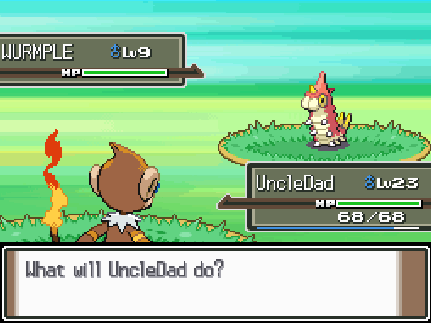 WURMPLE ♂Lv9
HP
UncleDad ♂Lv23
HP
68/68
What will UncleDad do?